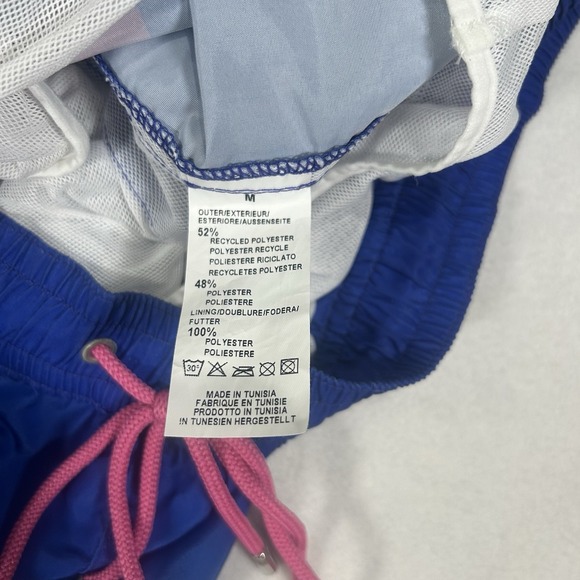 M
OUTER/EXTERIEUR/
ESTERIORE/AUSSENSEITE
52%
RECYCLED POLYESTER
POLYESTER RECYCLE
POLIESTERE RICICLATO
RECYCLETES POLYESTER
48%
POLYESTER
POLIESTERE
LINING/DOUBLURE/FODERA/
FUTTER
100%
POLYESTER
POLIESTERE
30°
MADE IN TUNISIA
FABRIQUE EN TUNISIE
PRODOTTO IN TUNISIA
IN TUNESIEN HERGESTELLT